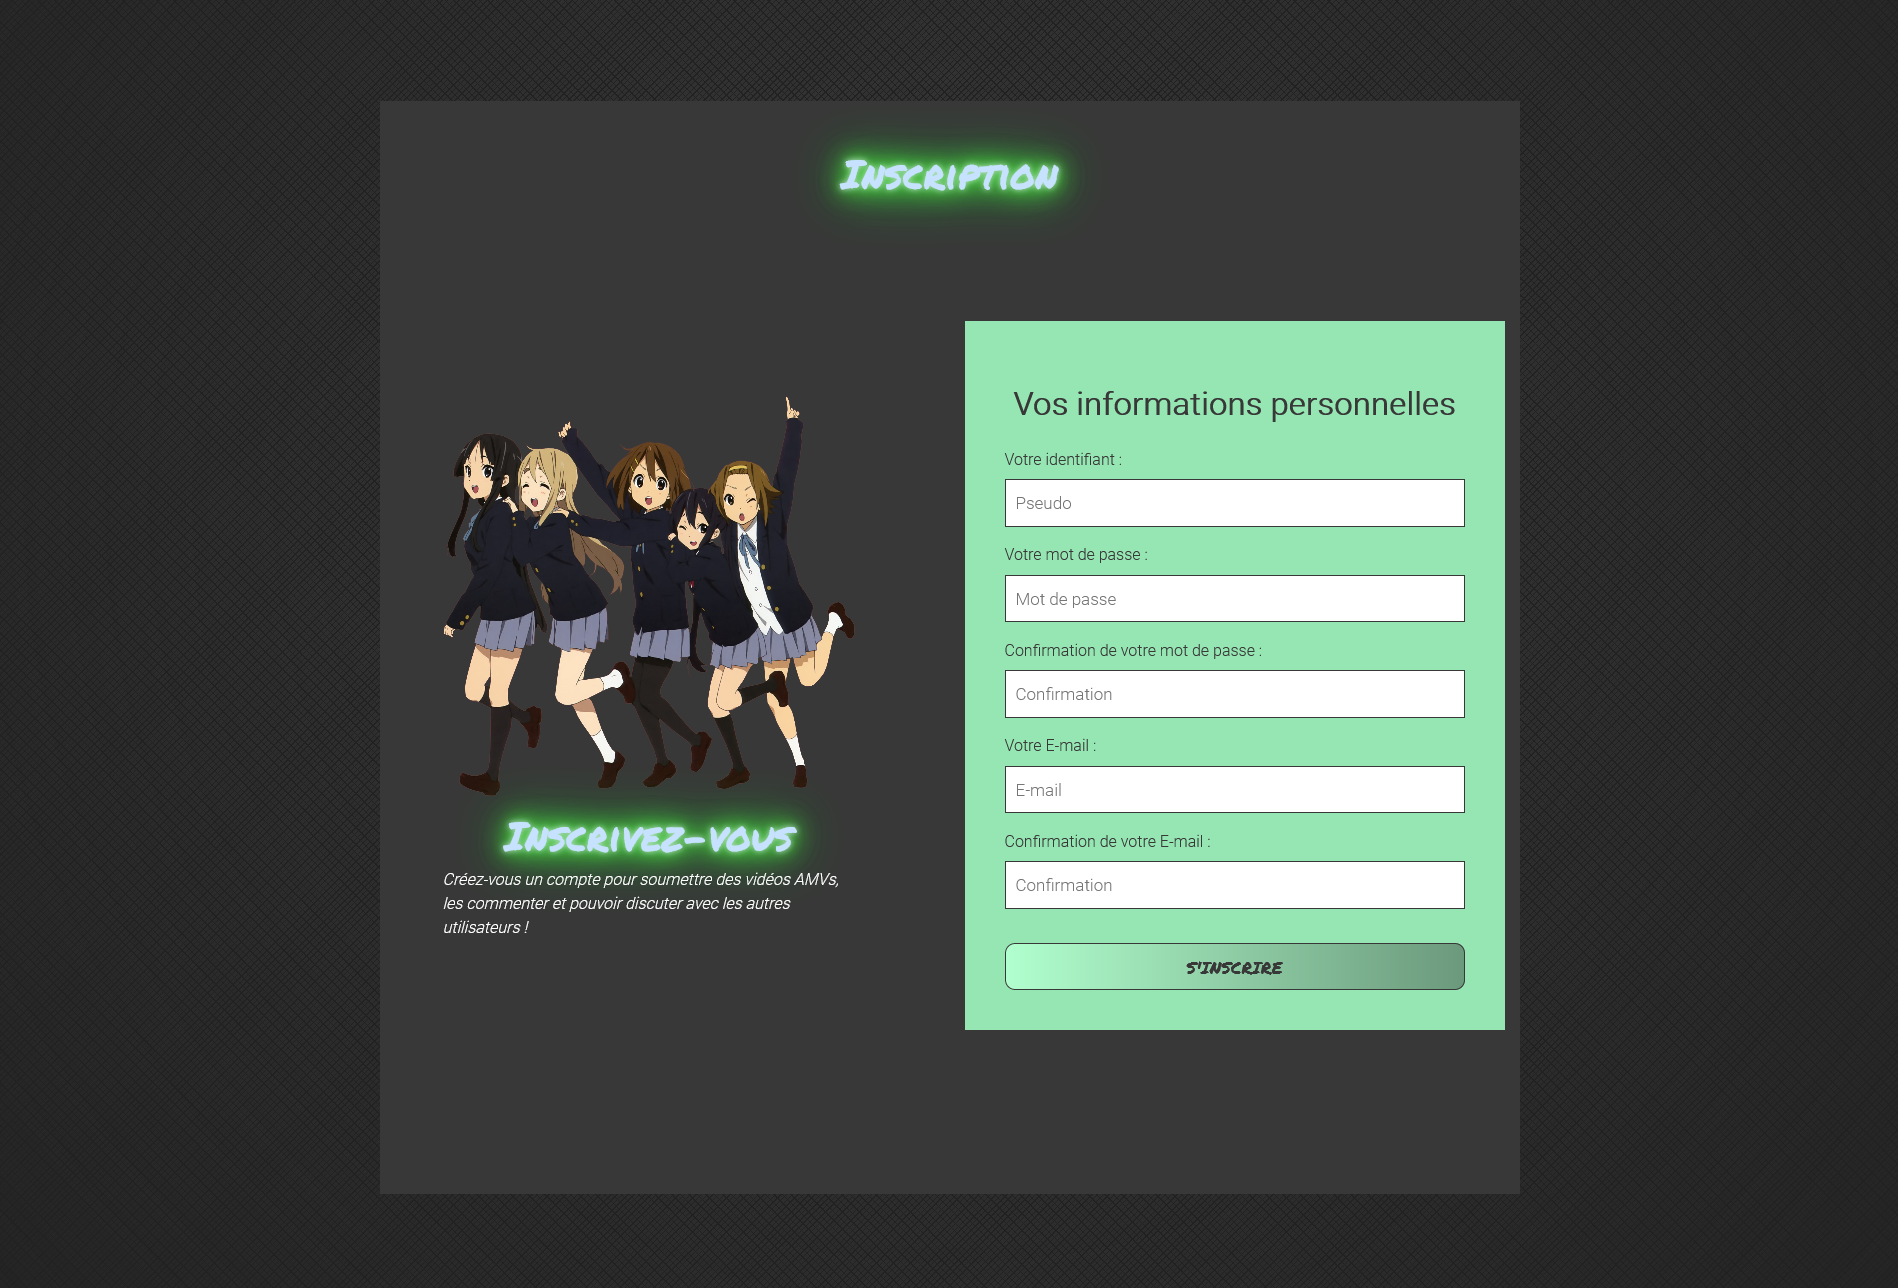 Inscription
Inscrivez-vous
Créez-vous un compte pour soumettre des vidéos AMVs,
les commenter et pouvoir discuter avec les autres
utilisateurs !
Vos informations personnelles
Votre identifiant :
Pseudo
Votre mot de passe :
Mot de passe
Confirmation de votre mot de passe :
Confirmation
Votre E-mail :
E-mail
Confirmation de votre E-mail :
Confirmation
S'INSCRIRE